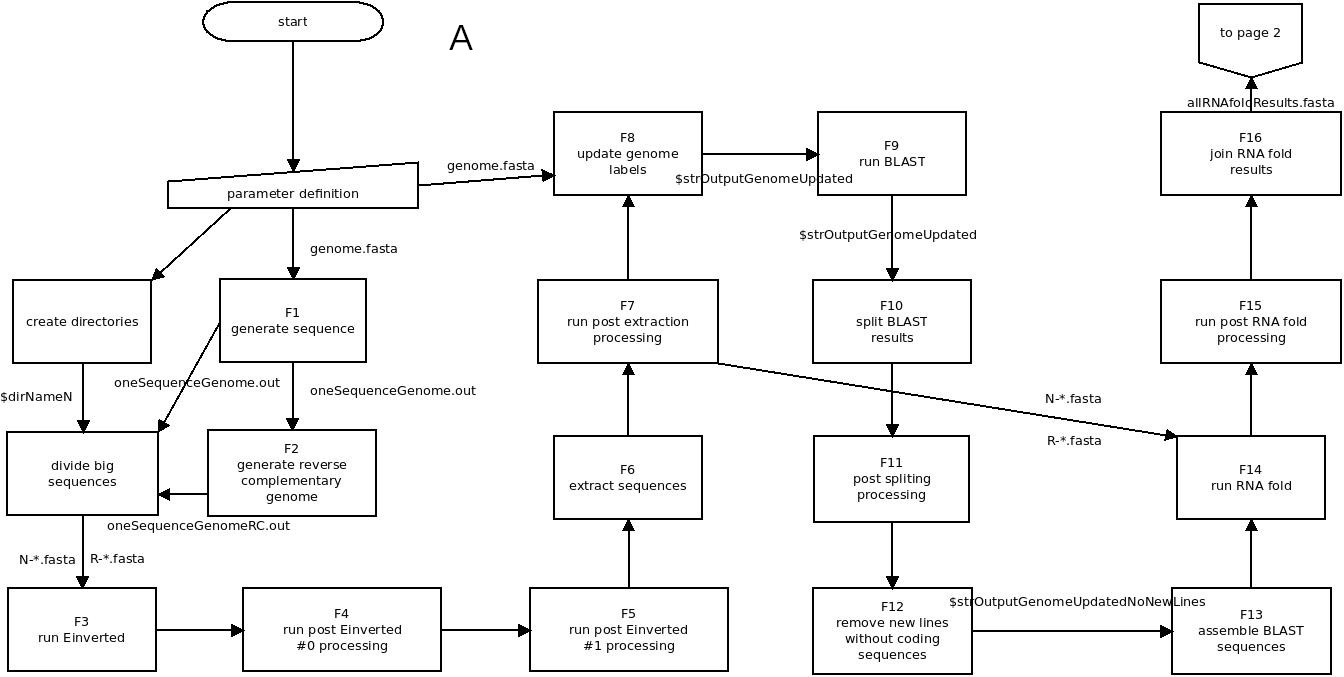 start
A
to page 2
allRNAfoldResults.fasta
parameter definition
genome.fasta
genome.fasta
F8
update genome
labels
$strOutputGenomeUpdated
F9
run BLAST
F16
join RNA fold
results
$strOutputGenomeUpdated
create directories
F1
generate sequence
F7
run post extraction
processing
F10
split BLAST
results
F15
run post RNA fold
processing
$dirNameN
oneSequenceGenome.out
oneSequenceGenome.out
N-*.fasta
R-*.fasta
divide big
sequences
F2
generate reverse
complementary
genome
oneSequenceGenomeRC.out
F6
extract sequences
F11
post spliting
processing
F14
run RNA fold
N-*.fasta
R-*.fasta
F3
run Einverted
F4
run post Einverted
#0 processing
F5
run post Einverted
#1 processing
F12
remove new lines
without coding
sequences
$strOutputGenomeUpdatedNoNewLines
F13
assemble BLAST
sequences